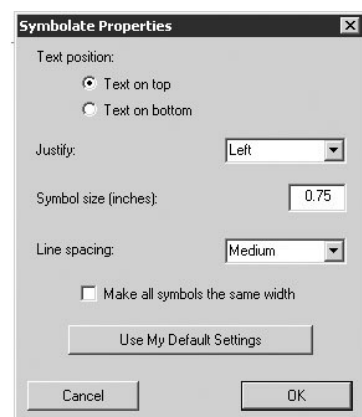 Symbolate Properties
Text position:
Text on top
Text on bottom
Justify: Left
Symbol size (inches): 0.75
Line spacing: Medium
Make all symbols the same width
Use My Default Settings
Cancel OK